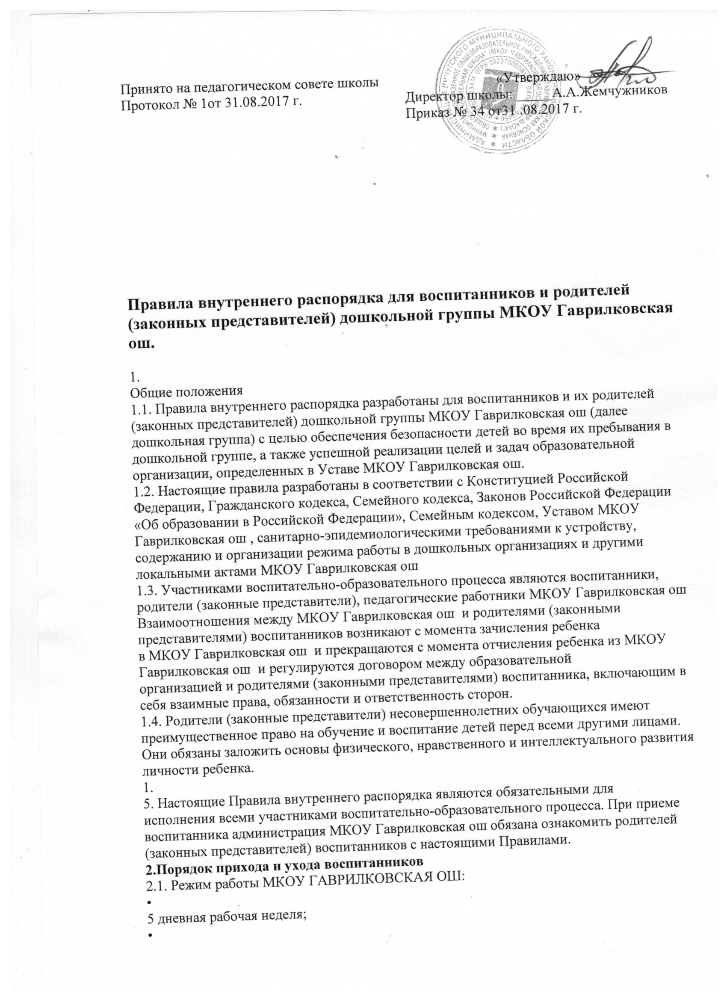 Принято на педагогическом совете школы
Протокол № 1от 31.08.2017 г.
«Утверждаю»
Директор школы: ______А.А.Жемчужников
Приказ № 34 от31 .08.2017 г.
Правила внутреннего распорядка для воспитанников и родителей
(законных представителей) дошкольной группы МКОУ Гаврилковская
ош.
1.
Общие положения
1.1. Правила внутреннего распорядка разработаны для воспитанников и их родителей
(законных представителей) дошкольной группы МКОУ Гаврилковская ош (далее
дошкольная группа) с целью обеспечения безопасности детей во время их пребывания в
дошкольной группе, а также успешной реализации целей и задач образовательной
организации, определенных в Уставе МКОУ Гаврилковская ош.
1.2. Настоящие правила разработаны в соответствии с Конституцией Российской
Федерации, Гражданского кодекса, Семейного кодекса, Законов Российской Федерации
«Об образовании в Российской Федерации», Семейным кодексом, Уставом МКОУ
Гаврилковская ош , санитарно-эпидемиологическими требованиями к устройству,
содержанию и организации режима работы в дошкольных организациях и другими
локальными актами МКОУ Гаврилковская ош
1.3. Участниками воспитательно-образовательного процесса являются воспитанники,
родители (законные представители), педагогические работники МКОУ Гаврилковская ош
Взаимоотношения между МКОУ Гаврилковская ош и родителями (законными
представителями) воспитанников возникают с момента зачисления ребенка
в МКОУ Гаврилковская ош и прекращаются с момента отчисления ребенка из МКОУ
Гаврилковская ош и регулируются договором между образовательной
организацией и родителями (законными представителями) воспитанника, включающим в
себя взаимные права, обязанности и ответственность сторон.
1.4. Родители (законные представители) несовершеннолетних обучающихся имеют
преимущественное право на обучение и воспитание детей перед всеми другими лицами.
Они обязаны заложить основы физического, нравственного и интеллектуального развития
личности ребенка.
1.
5. Настоящие Правила внутреннего распорядка являются обязательными для
исполнения всеми участниками воспитательно-образовательного процесса. При приеме
воспитанника администрация МКОУ Гаврилковская ош обязана ознакомить родителей
(законных представителей) воспитанников с настоящими Правилами.
2.Порядок прихода и ухода воспитанников
2.1. Режим работы МКОУ ГАВРИЛКОВСКАЯ ОШ:
•
5 дневная рабочая неделя;
•